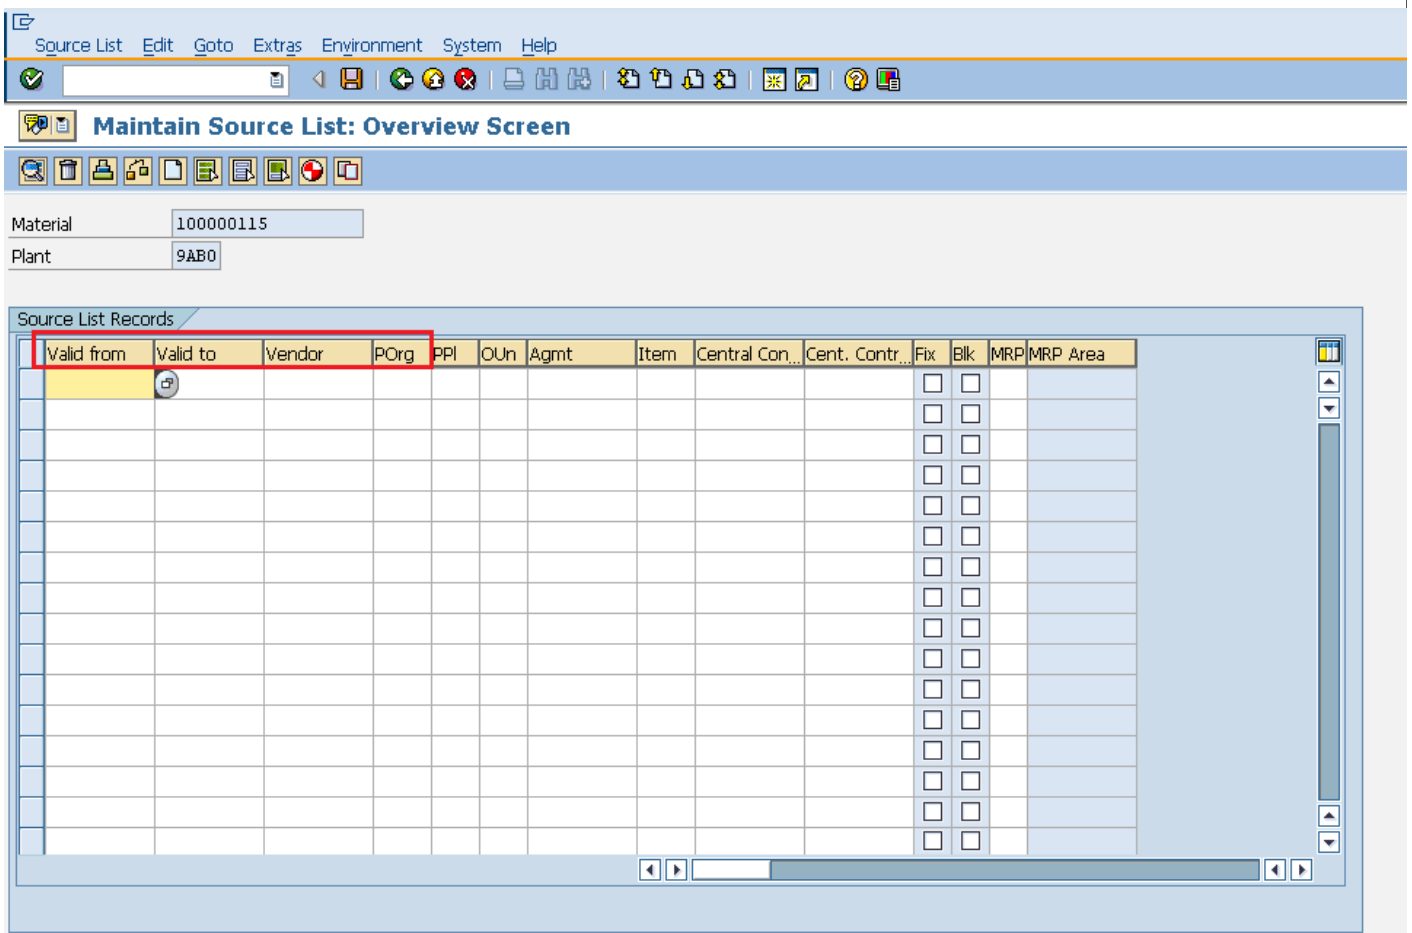 Source List Edit Goto Extras Environment System Help
Maintain Source List: Overview Screen
Material 100000115
Plant 9AB0
Source List Records
Valid from Valid to Vendor POrg PPl OUn Agmt Item Central Con... Cent. Contr... Fix Blk MRP MRP Area